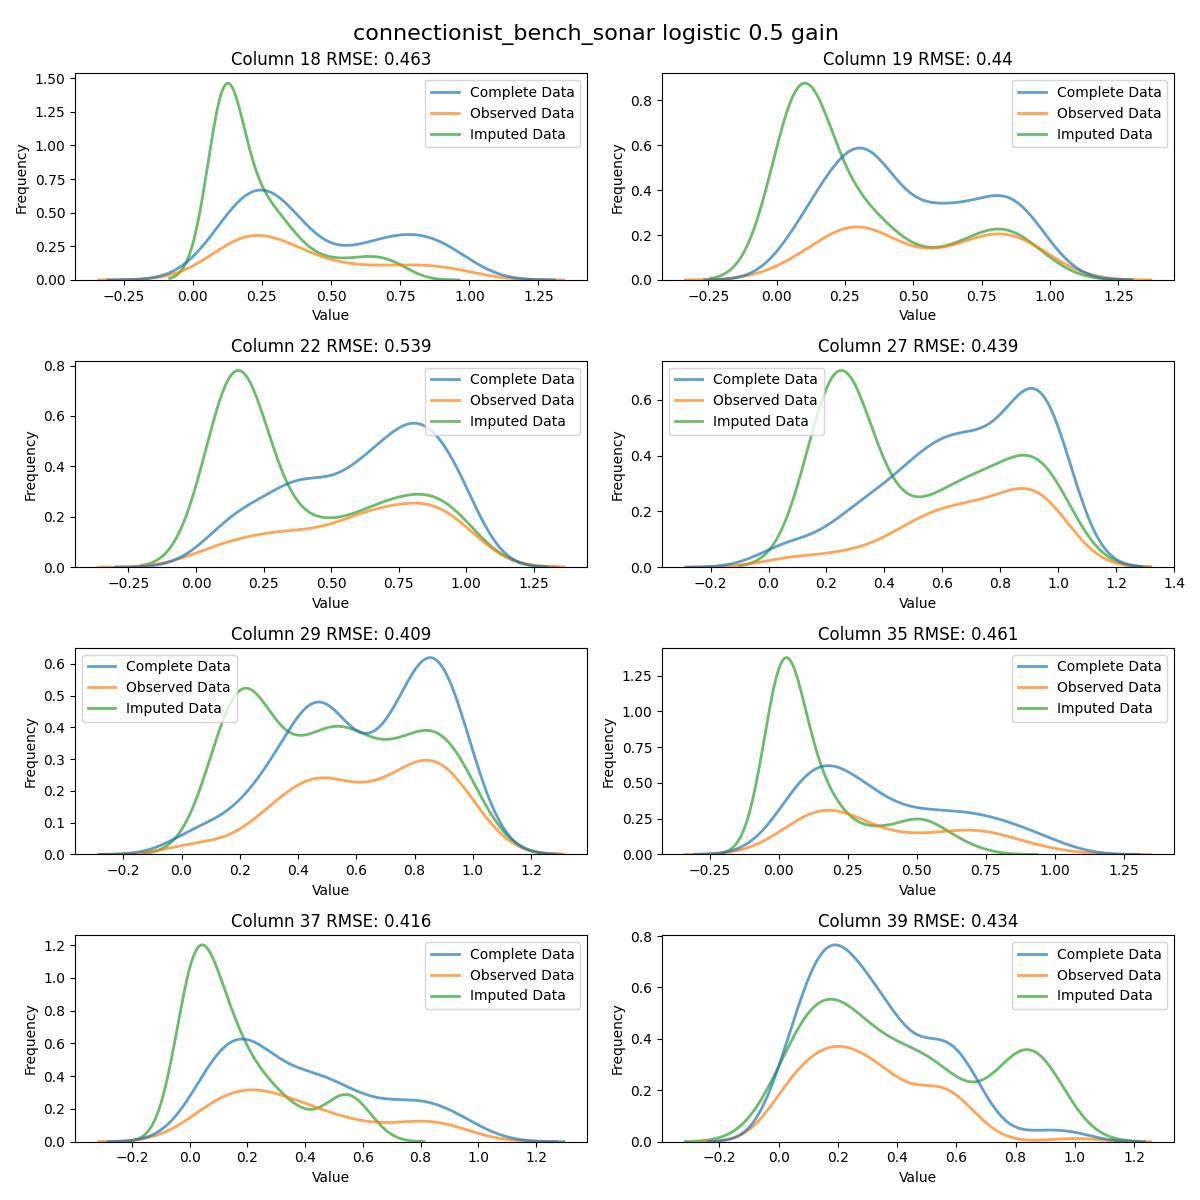 connectionist_bench_sonar logistic 0.5 gain
Column 18 RMSE: 0.463
Frequency
1.50
1.25
1.00
0.75
0.50
0.25
0.00
Complete Data
Observed Data
Imputed Data
−0.25 0.00 0.25 0.50 0.75 1.00 1.25
Value
Column 19 RMSE: 0.44
Frequency
0.8
0.6
0.4
0.2
0.0
Complete Data
Observed Data
Imputed Data
−0.25 0.00 0.25 0.50 0.75 1.00 1.25
Value
Column 22 RMSE: 0.539
Frequency
0.8
0.6
0.4
0.2
0.0
Complete Data
Observed Data
Imputed Data
−0.25 0.00 0.25 0.50 0.75 1.00 1.25
Value
Column 27 RMSE: 0.439
Frequency
0.6
0.4
0.2
0.0
Complete Data
Observed Data
Imputed Data
−0.2 0.0 0.2 0.4 0.6 0.8 1.0 1.2 1.4
Value
Column 29 RMSE: 0.409
Frequency
0.6
0.5
0.4
0.3
0.2
0.1
0.0
Complete Data
Observed Data
Imputed Data
−0.2 0.0 0.2 0.4 0.6 0.8 1.0 1.2
Value
Column 35 RMSE: 0.461
Frequency
1.25
1.00
0.75
0.50
0.25
0.00
Complete Data
Observed Data
Imputed Data
−0.25 0.00 0.25 0.50 0.75 1.00 1.25
Value
Column 37 RMSE: 0.416
Frequency
1.2
1.0
0.8
0.6
0.4
0.2
0.0
Complete Data
Observed Data
Imputed Data
−0.2 0.0 0.2 0.4 0.6 0.8 1.0 1.2
Value
Column 39 RMSE: 0.434
Frequency
0.8
0.6
0.4
0.2
0.0
Complete Data
Observed Data
Imputed Data
−0.2 0.0 0.2 0.4 0.6 0.8 1.0 1.2
Value